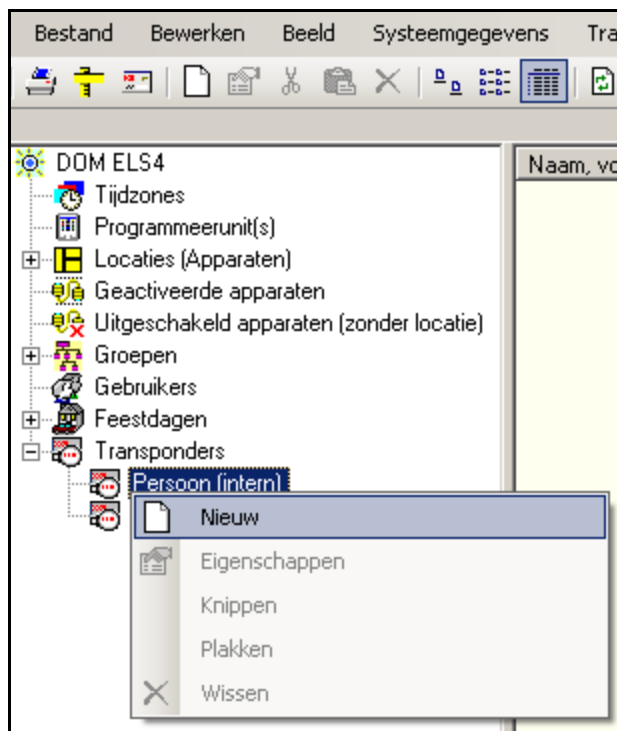 Bestand Bewerken Beeld Systeemgegevens Tra
Naam, vo
DOM ELS4
Tijdzones
Programmeerunit(s)
Locaties (Apparaten)
Geactiveerde apparaten
Uitgeschakeld apparaten (zonder locatie)
Groepen
Gebruikers
Feestdagen
Transponders
Persoon (intern)
Nieuw
Eigenschappen
Knippen
Plakken
Wissen